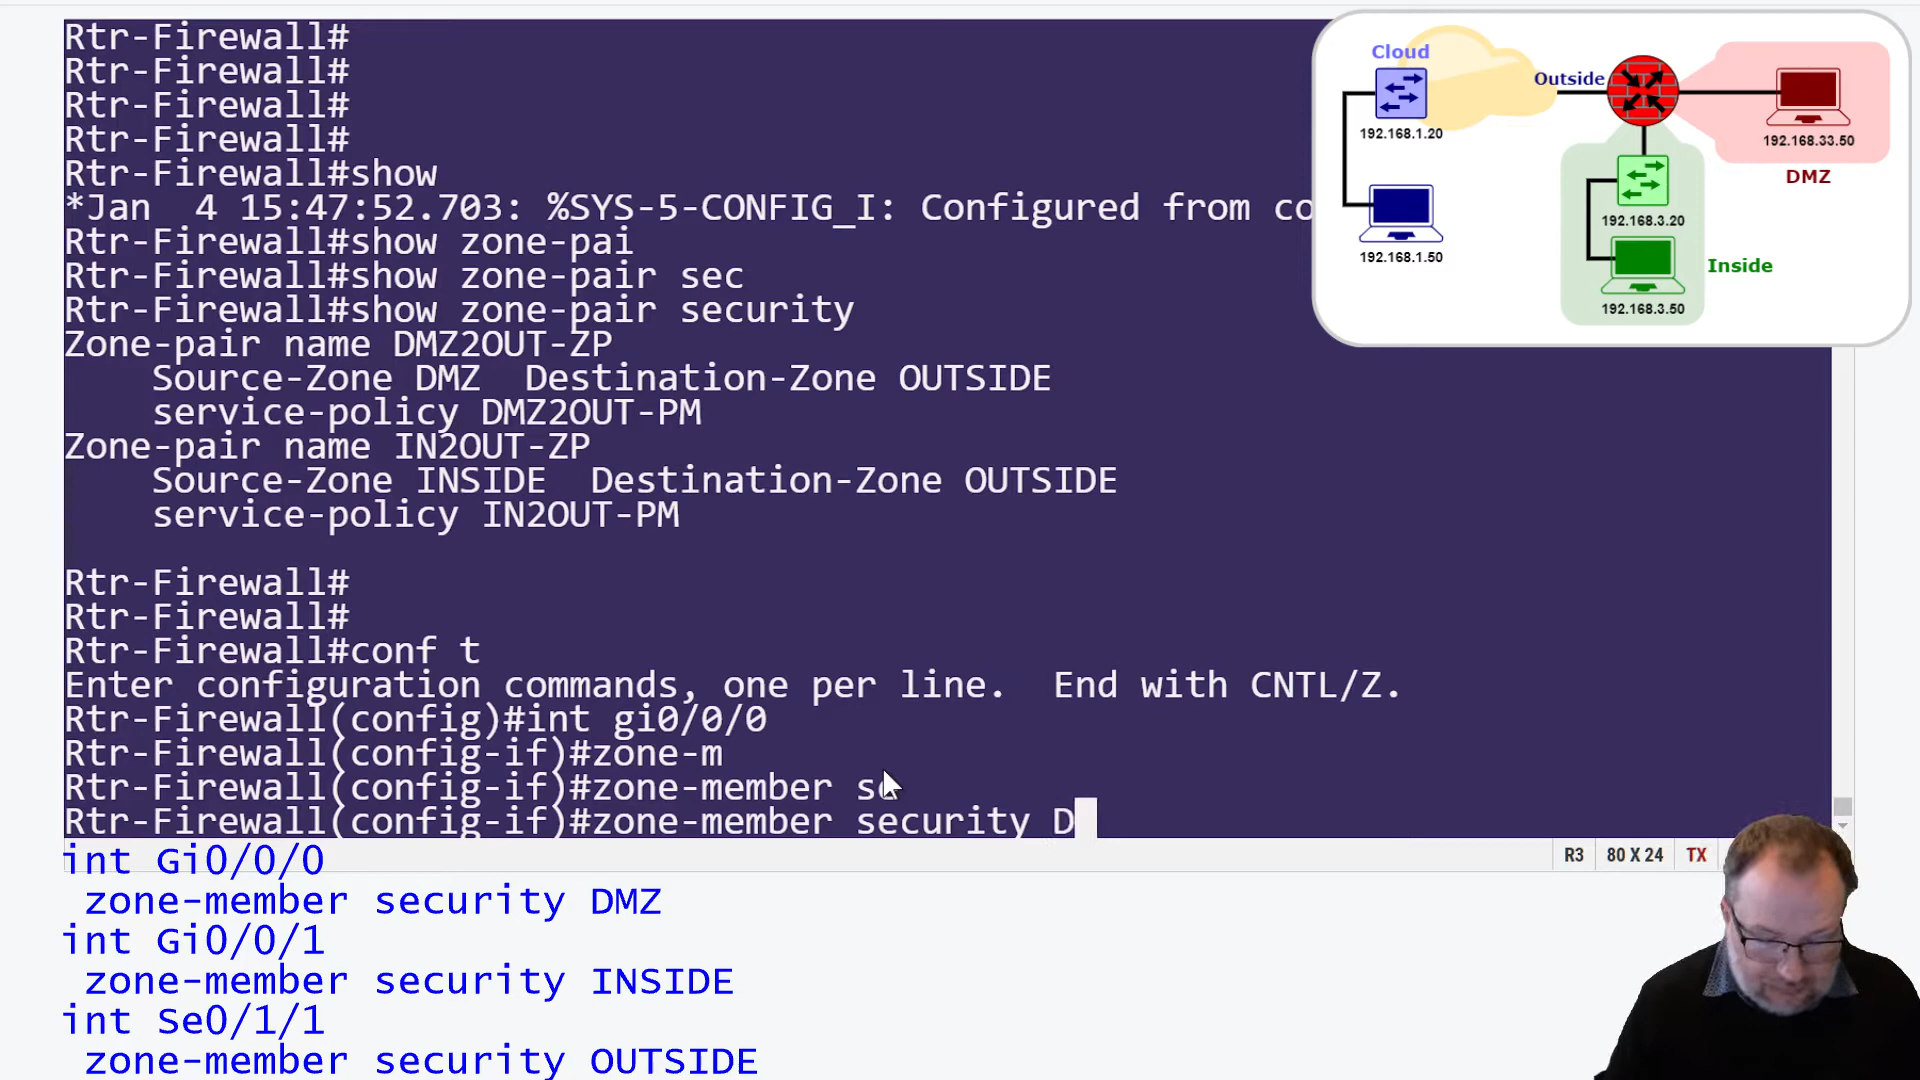 Rtr-Firewall#
Rtr-Firewall#
Rtr-Firewall#
Rtr-Firewall#
Rtr-Firewall#show
*Jan  4 15:47:52.703: %SYS-5-CONFIG_I: Configured from co
Rtr-Firewall#show zone-pai
Rtr-Firewall#show zone-pair sec
Rtr-Firewall#show zone-pair security
Zone-pair name DMZ2OUT-ZP
    Source-Zone DMZ  Destination-Zone OUTSIDE
    service-policy DMZ2OUT-PM
Zone-pair name IN2OUT-ZP
    Source-Zone INSIDE  Destination-Zone OUTSIDE
    service-policy IN2OUT-PM
Rtr-Firewall#
Rtr-Firewall#
Rtr-Firewall#conf t
Enter configuration commands, one per line.  End with CNTL/Z.
Rtr-Firewall(config)#int gi0/0/0
Rtr-Firewall(config-if)#zone-m
Rtr-Firewall(config-if)#zone-member se
Rtr-Firewall(config-if)#zone-member security D
Cloud
Outside
192.168.1.20
192.168.33.50
DMZ
192.168.3.20
192.168.1.50
Inside
192.168.3.50
R3 80 X 24 TX
int Gi0/0/0
 zone-member security DMZ
int Gi0/0/1
 zone-member security INSIDE
int Se0/1/1
 zone-member security OUTSIDE